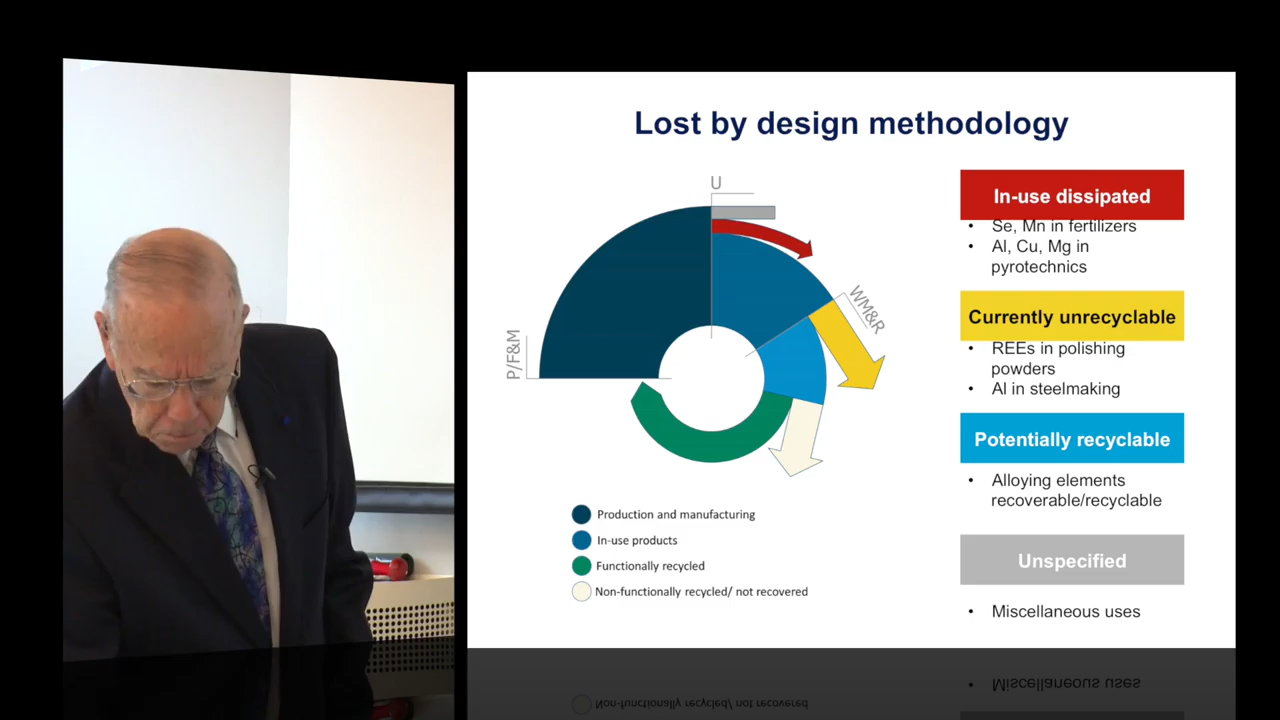 Lost by design methodology
U
WM&R
P/F&M
Production and manufacturing
In-use products
Functionally recycled
Non-functionally recycled/ not recovered
In-use dissipated
• Se, Mn in fertilizers
• Al, Cu, Mg in
pyrotechnics
Currently unrecyclable
• REEs in polishing
powders
• Al in steelmaking
Potentially recyclable
• Alloying elements
recoverable/recyclable
Unspecified
• Miscellaneous uses